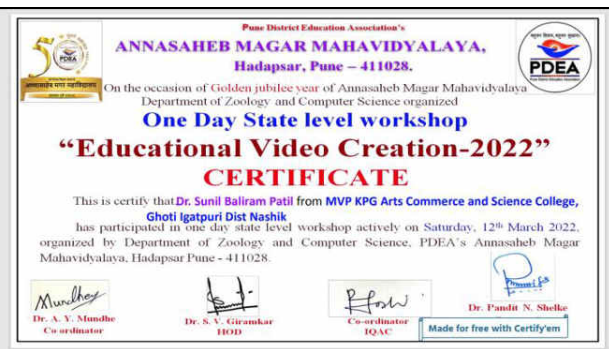 Pune District Education Association's
ANNASAHEB MAGAR MAHAVIDYALAYA,
Hadapsar, Pune – 411028.
PDEA
PDEA
On the occasion of Golden jubilee year of Annasaheb Magar Mahavidyalaya
Department of Zoology and Computer Science organized
One Day State level workshop
“Educational Video Creation-2022”
CERTIFICATE
This is certify that Dr. Sunil Baliram Patil from MVP KPG Arts Commerce and Science College,
Ghoti Igatpuri Dist Nashik
has participated in one day state level workshop actively on Saturday, 12th March 2022,
organized by Department of Zoology and Computer Science, PDEA's Annasaheb Magar
Mahavidyalaya, Hadapsar Pune - 411028.
Dr. A. Y. Mundhe
Co-ordinator
Dr. S. V. Giramkar
HOD
Co-ordinator
IQAC
Dr. Pandit N. Shelke
Made for free with Certify'em